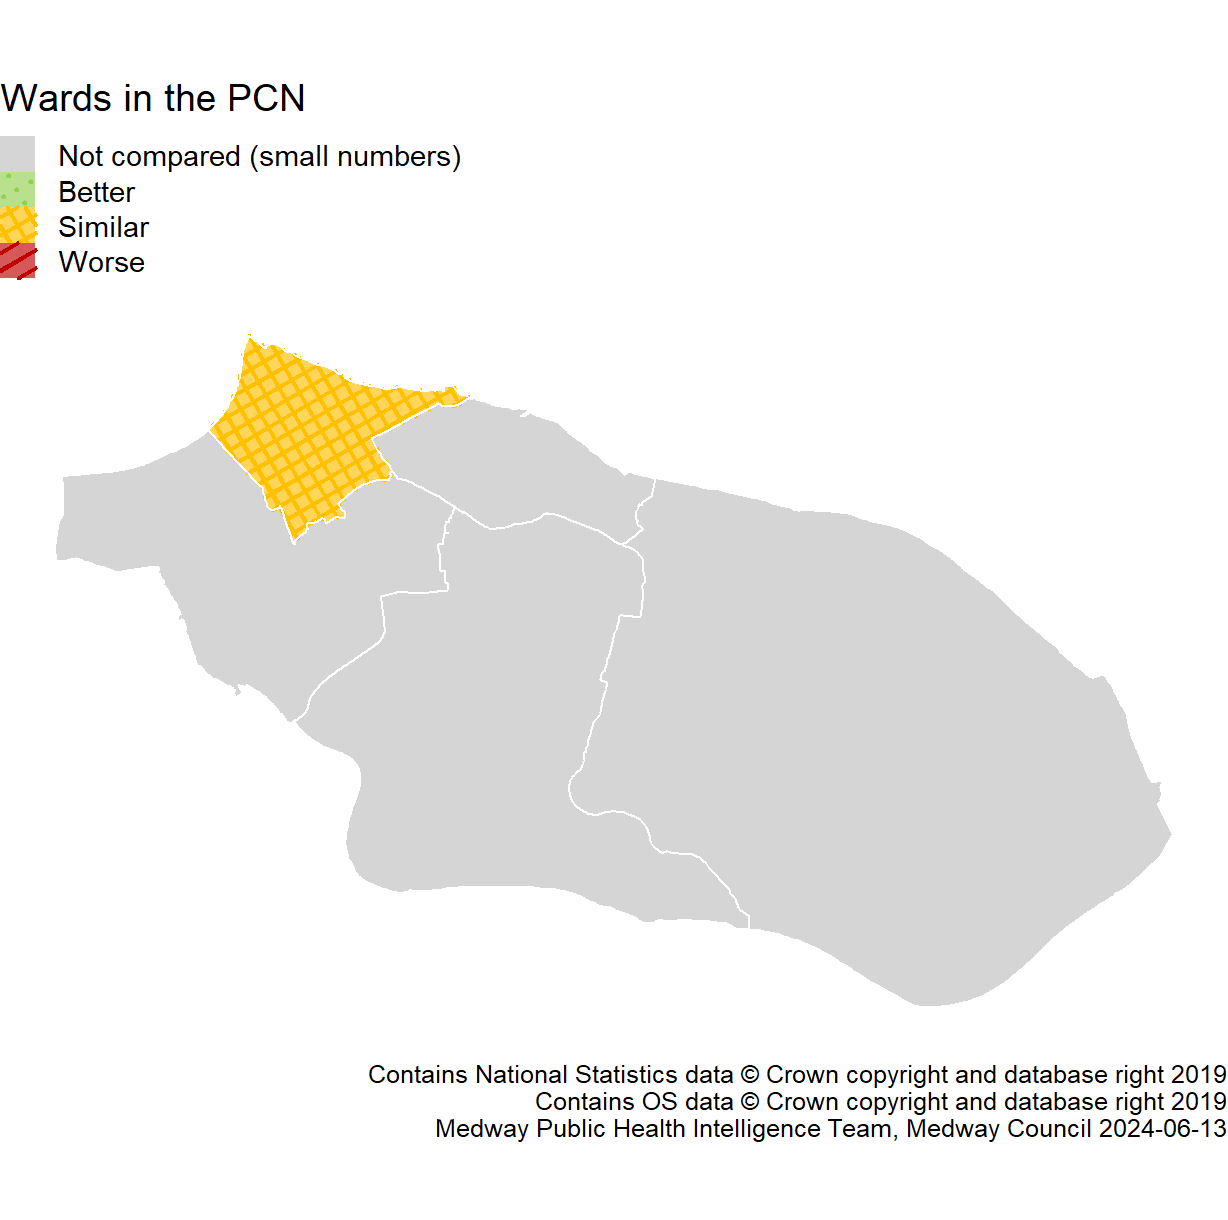 Wards in the PCN
Not compared (small numbers)
Better
Similar
Worse
Contains National Statistics data © Crown copyright and database right 2019
Contains OS data © Crown copyright and database right 2019
Medway Public Health Intelligence Team, Medway Council 2024-06-13